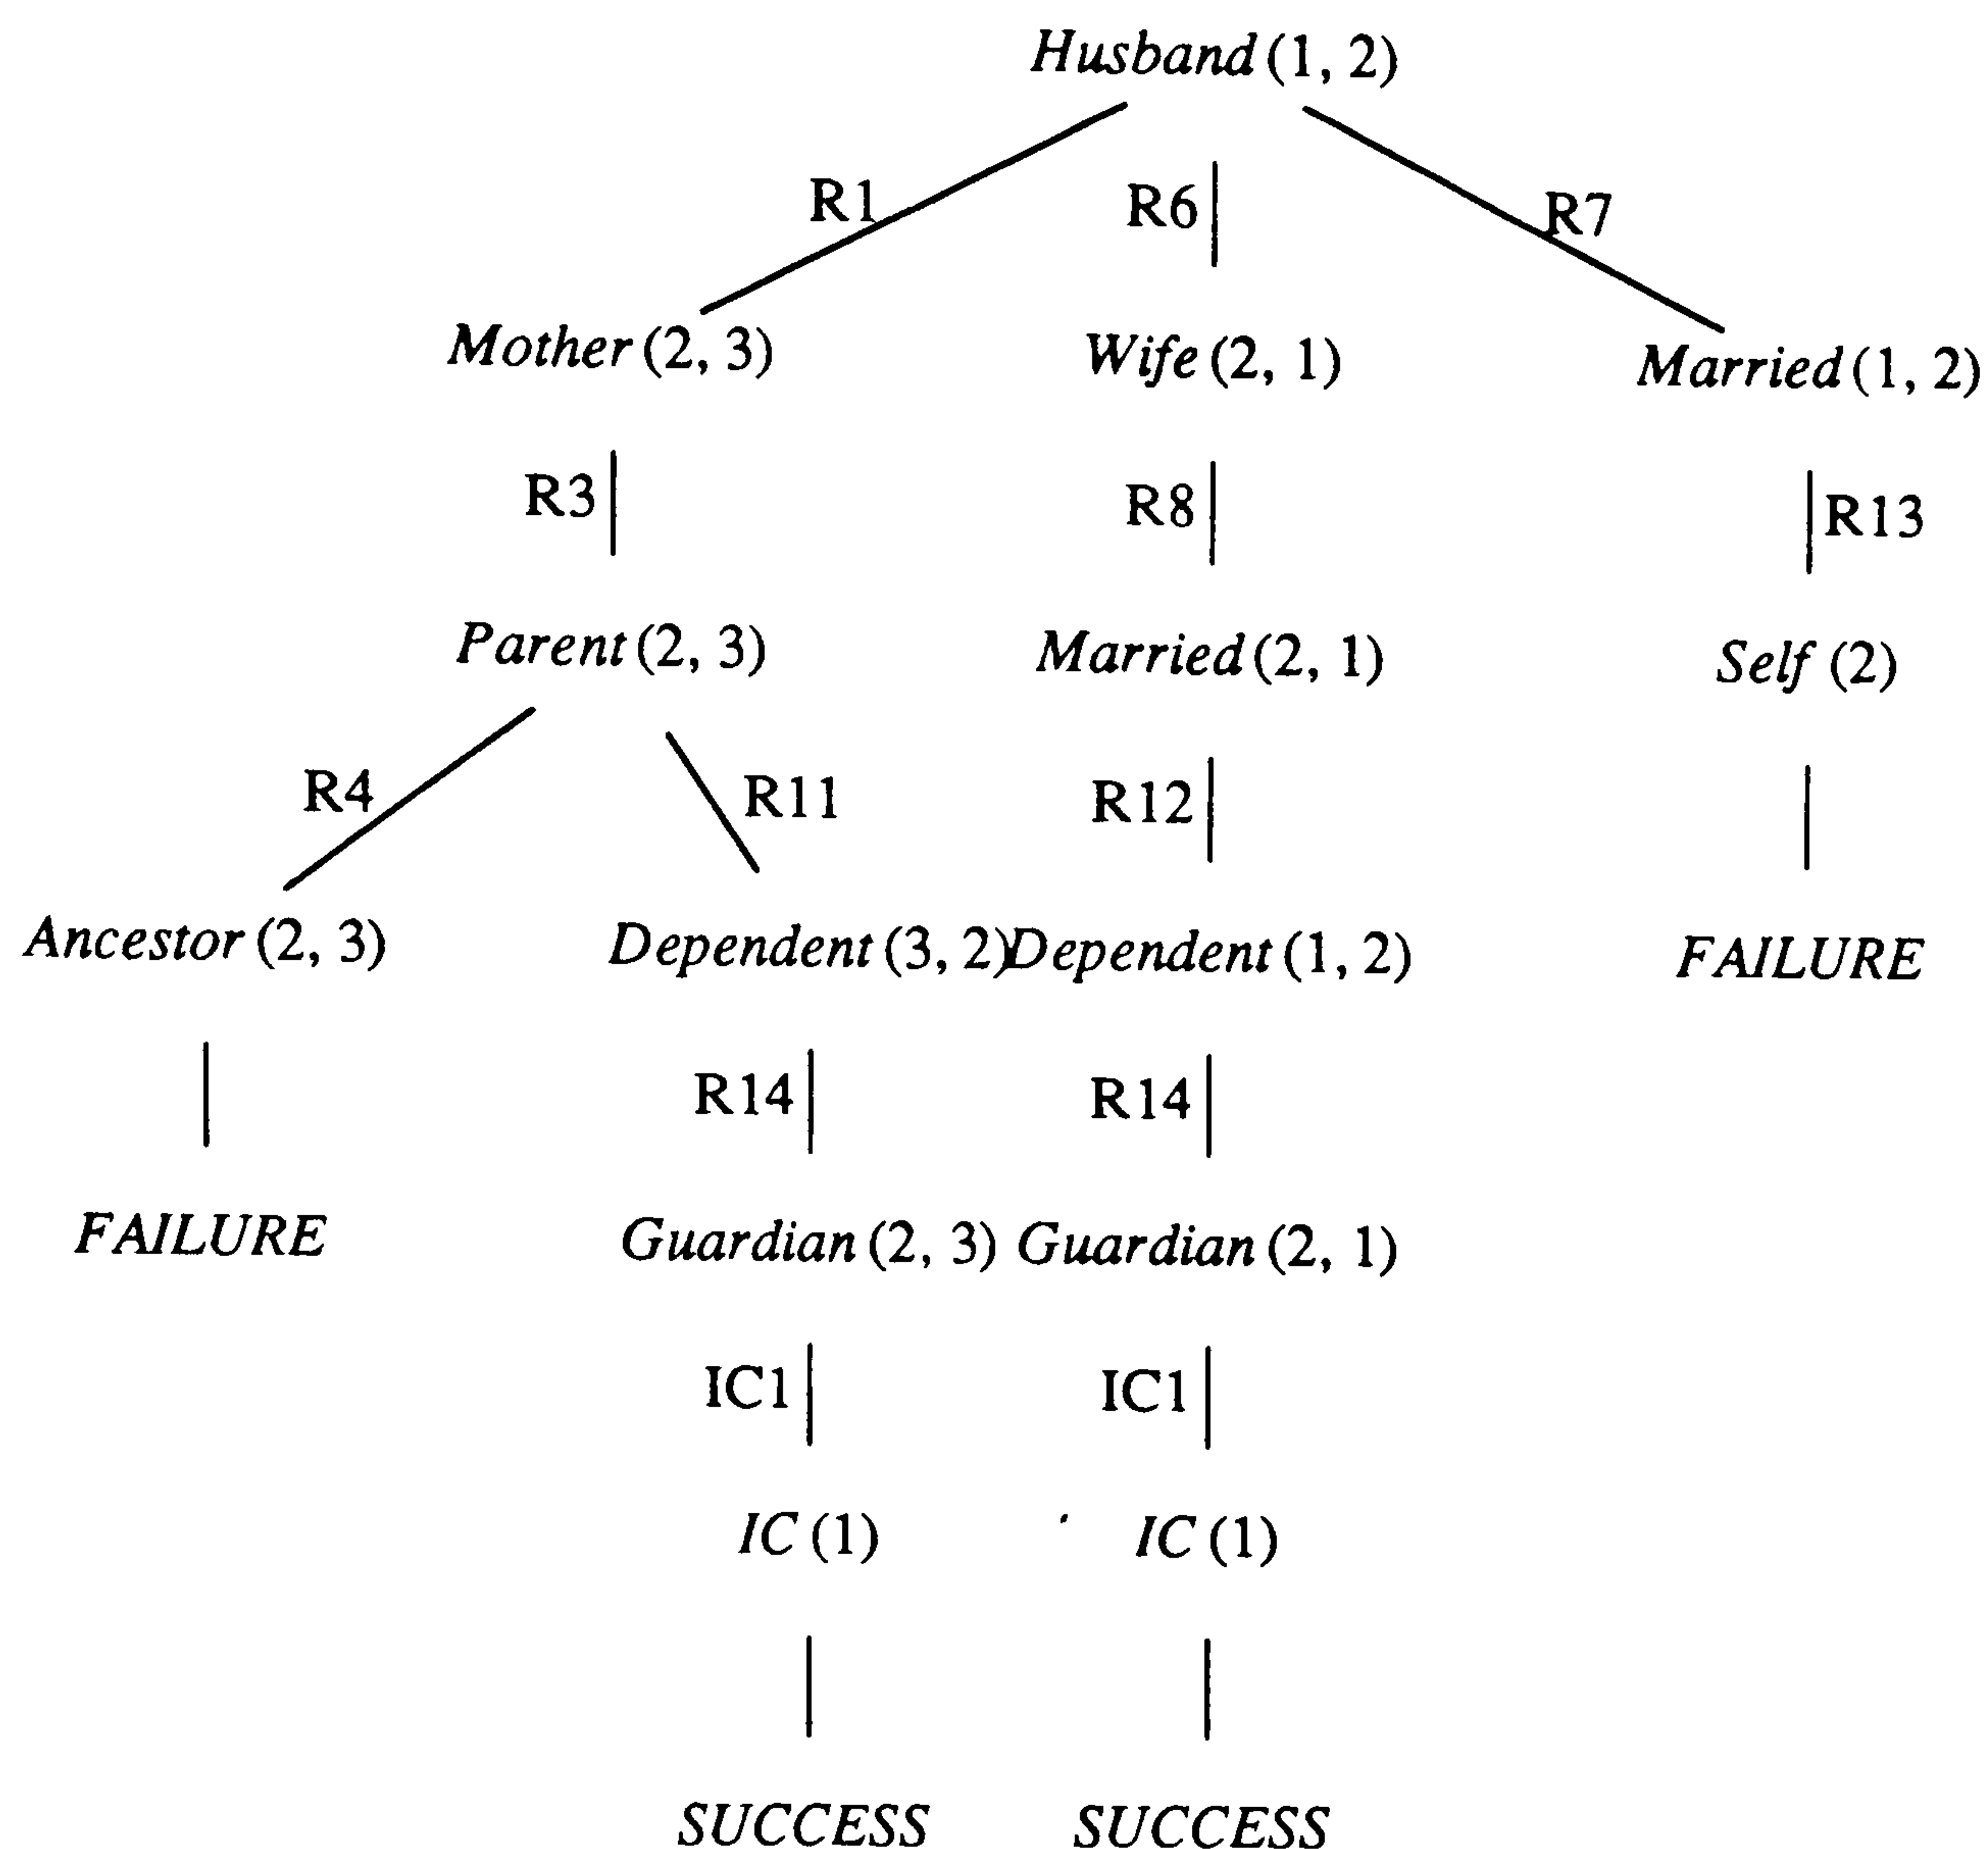 Husband (1, 2)
R1 R6 R7
Mother (2, 3) Wife (2, 1) Married (1, 2)
R3 R8 R13
Parent (2, 3) Married (2, 1) Self (2)
R4 R11 R12
Ancestor (2, 3) Dependent (3, 2) Dependent (1, 2) FAILURE
R14 R14
FAILURE Guardian (2, 3) Guardian (2, 1)
IC1 IC1
IC (1) IC (1)
SUCCESS SUCCESS